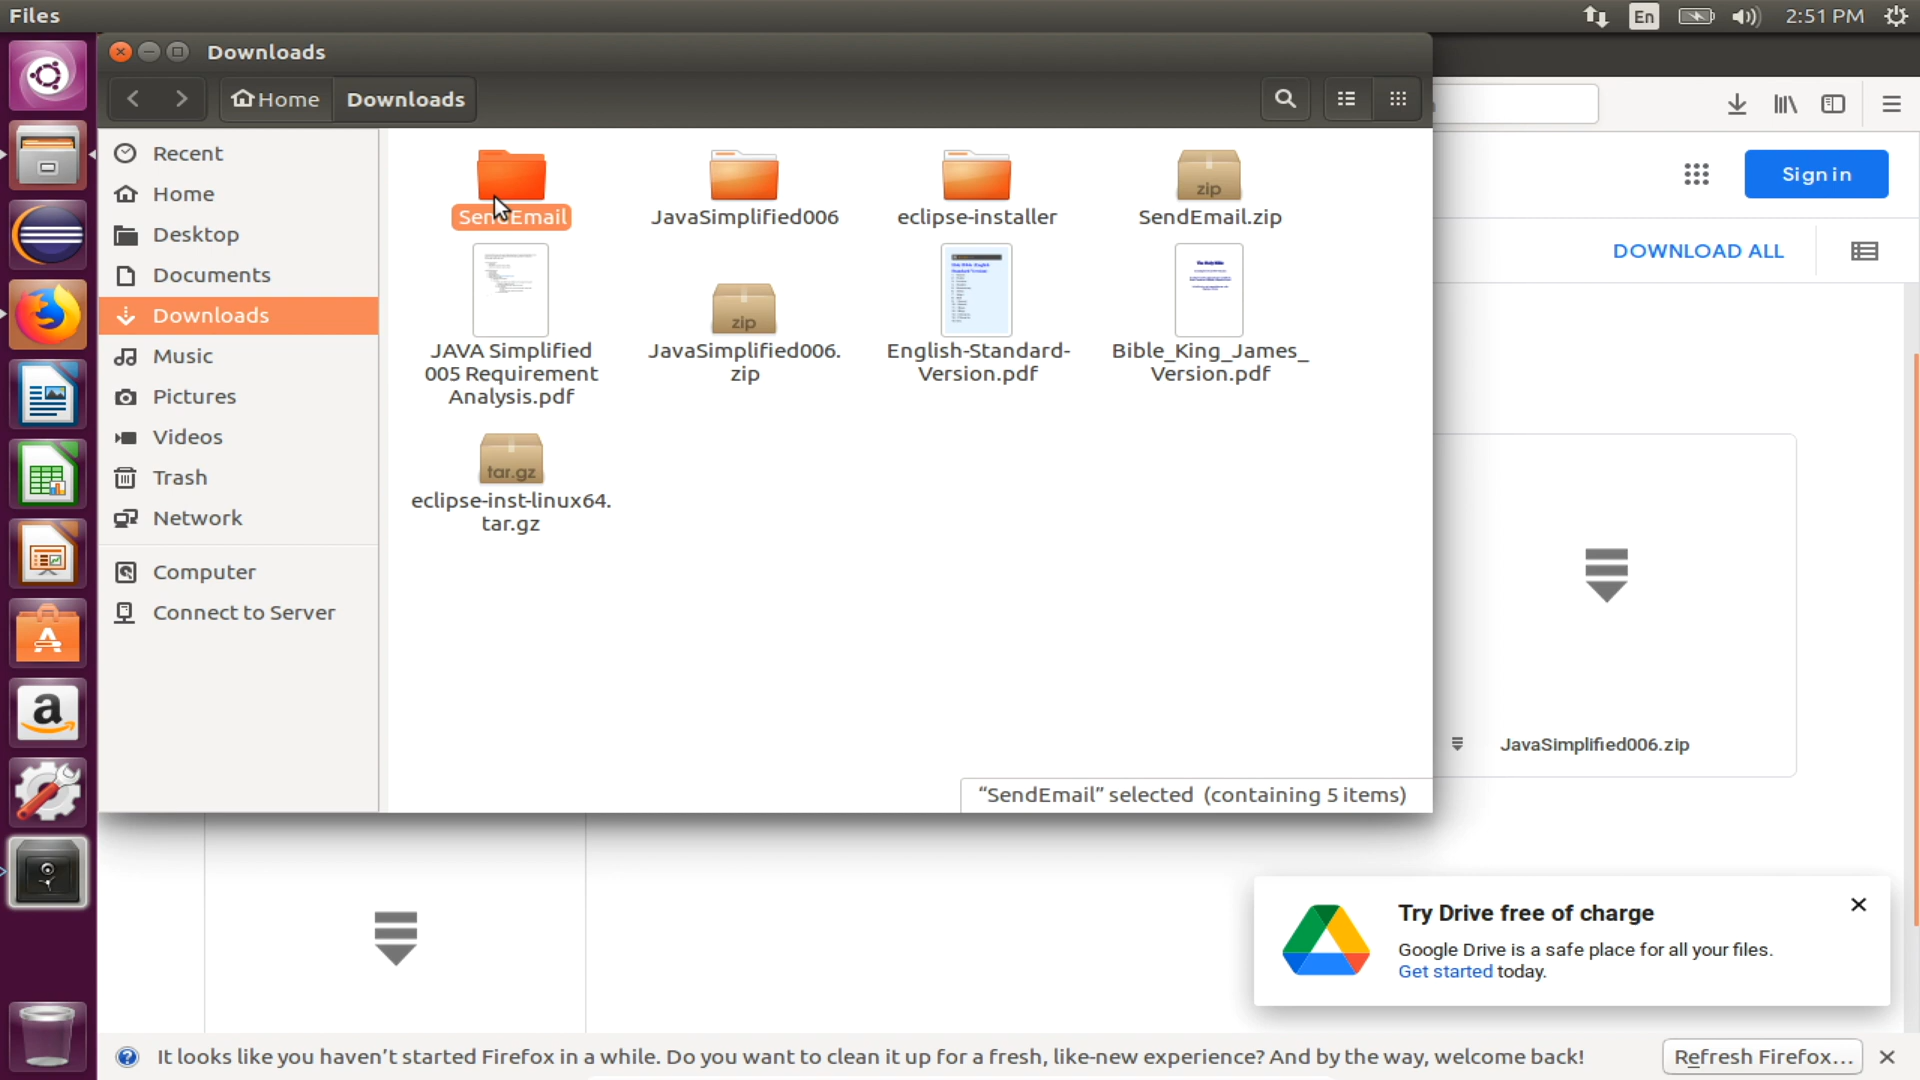 Files
En
2:51 PM
Downloads
Home
Downloads
Recent
Home
Desktop
Documents
Downloads
Music
Pictures
Videos
Trash
Network
Computer
Connect to Server
SendEmail
JavaSimplified006
eclipse-installer
zip
SendEmail.zip
JAVA Simplified
005 Requirement
Analysis.pdf
zip
JavaSimplified006.
zip
English-Standard-
Version.pdf
Bible_King_James_
Version.pdf
tar.gz
eclipse-inst-linux64.
tar.gz
"SendEmail" selected (containing 5 items)
Sign in
DOWNLOAD ALL
JavaSimplified006.zip
Try Drive free of charge
Google Drive is a safe place for all your files.
Get started today.
It looks like you haven't started Firefox in a while. Do you want to clean it up for a fresh, like-new experience? And by the way, welcome back!
Refresh Firefox...